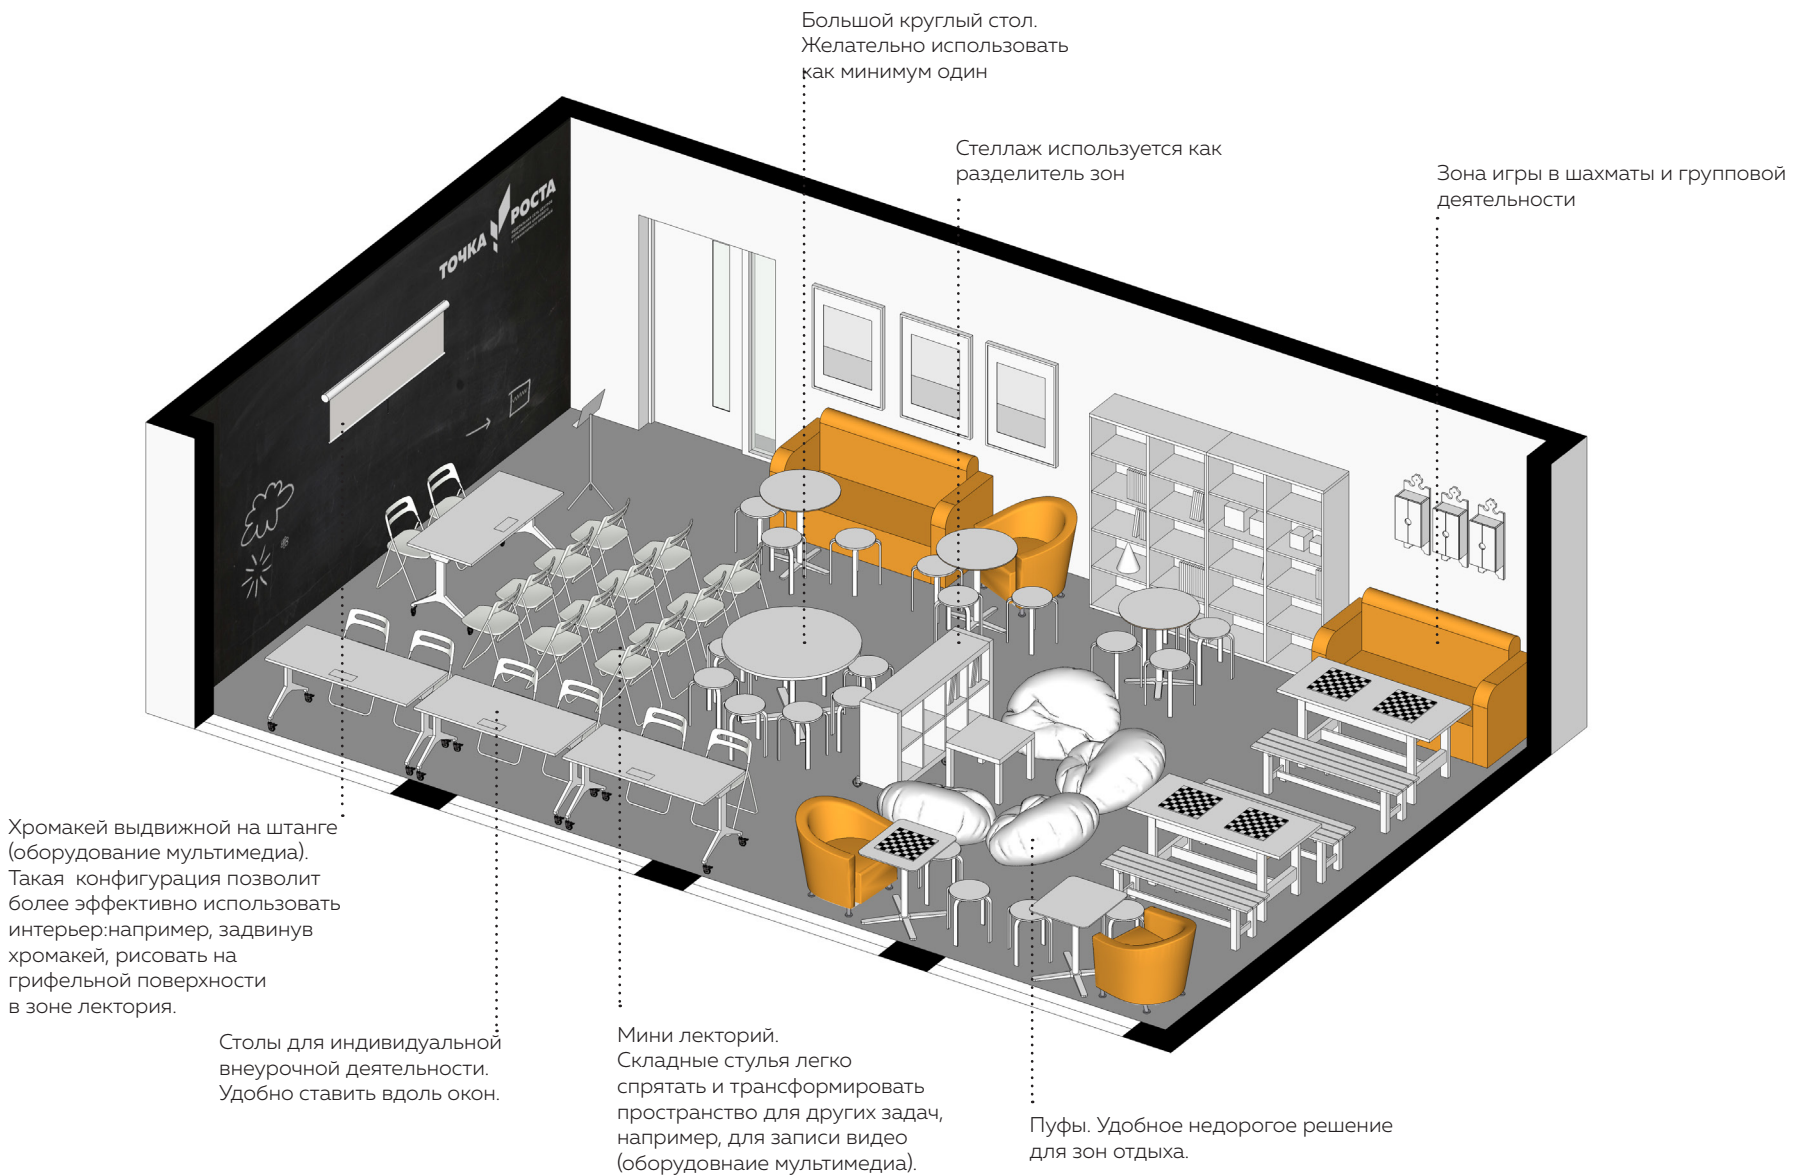 Большой круглый стол.
Желательно использовать
как минимум один
Стеллаж используется как
разделитель зон
Зона игры в шахматы и групповой
деятельности
ТОЧКА РОСТА
Хромакей выдвижной на штанге
(оборудование мультимедиа).
Такая конфигурация позволит
более эффективно использовать
интерьер:например, задвинув
хромакей, рисовать на
грифельной поверхности
в зоне лектория.
Столы для индивидуальной
внеурочной деятельности.
Удобно ставить вдоль окон.
Мини лекторий.
Складные стулья легко
спрятать и трансформировать
пространство для других задач,
например, для записи видео
(оборудовнаие мультимедиа).
Пуфы. Удобное недорогое решение
для зон отдыха.